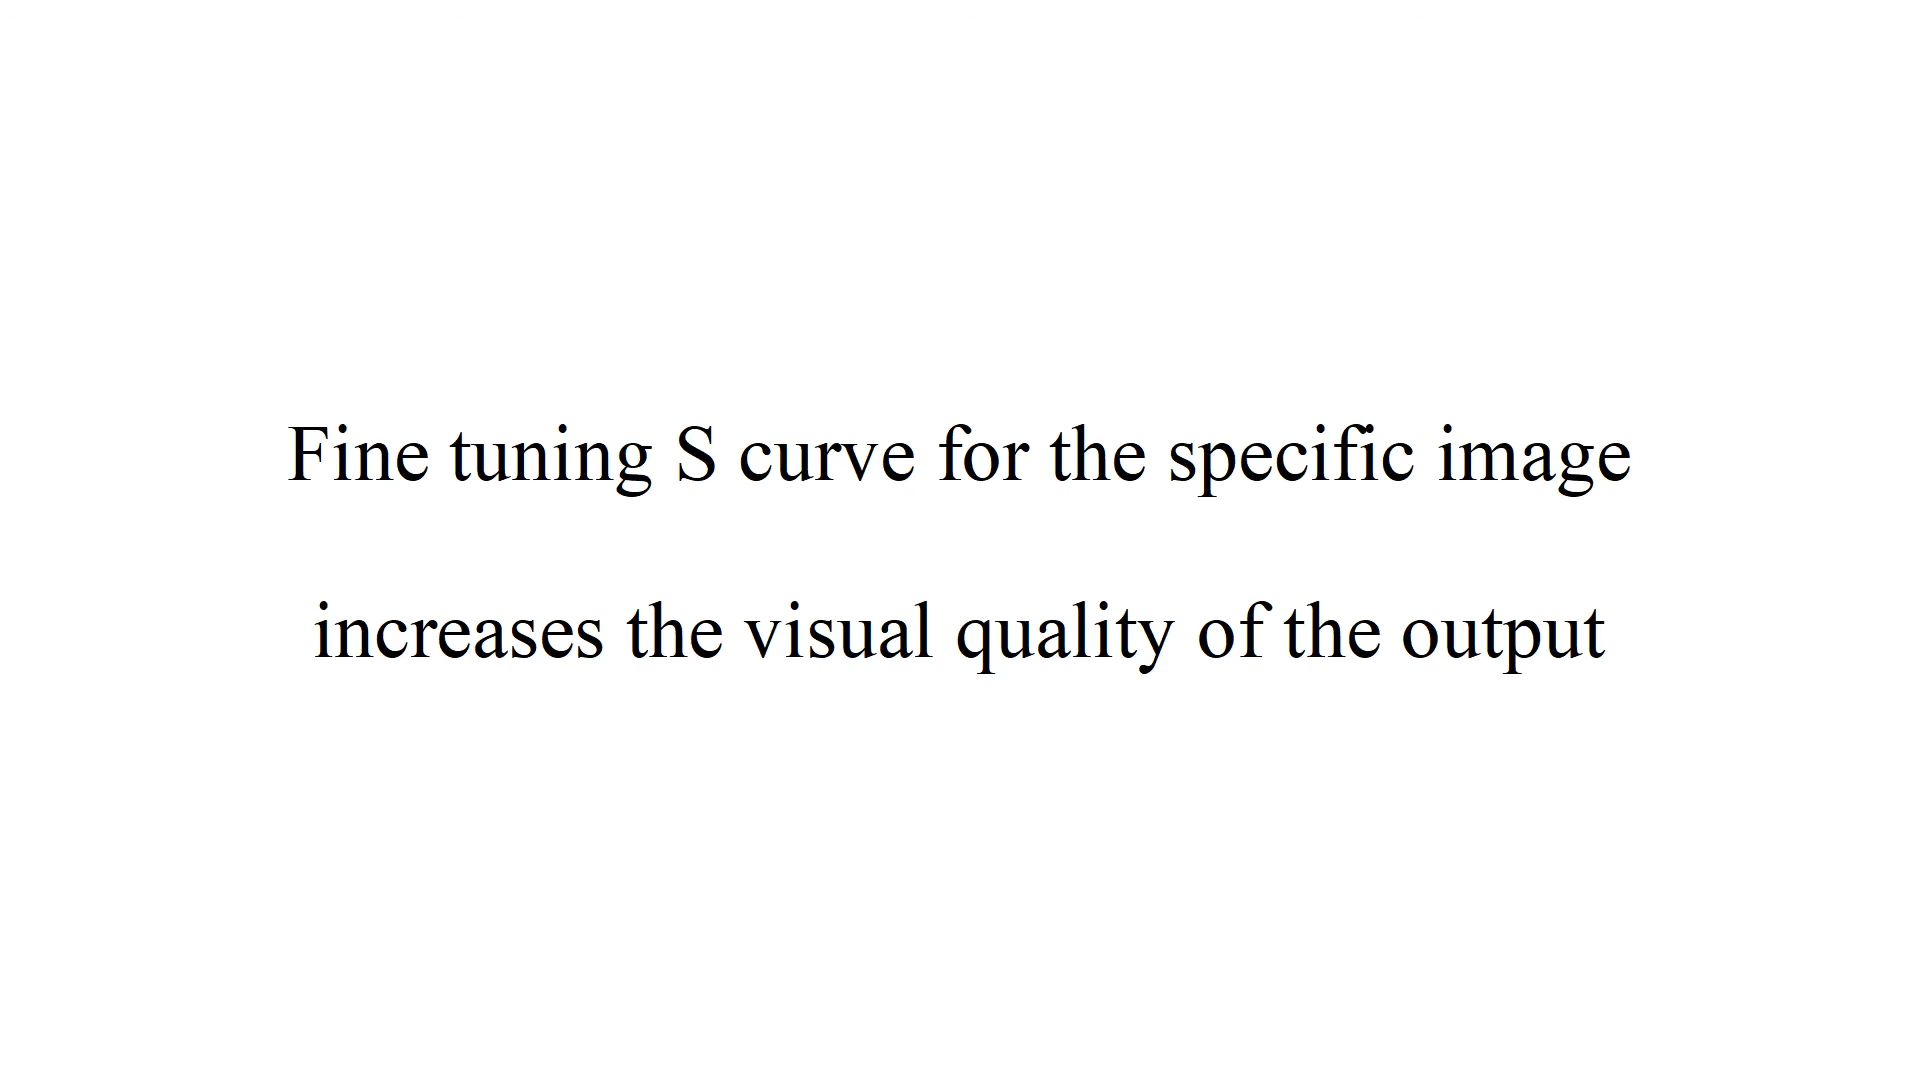 Fine tuning S curve for the specific image
increases the visual quality of the output